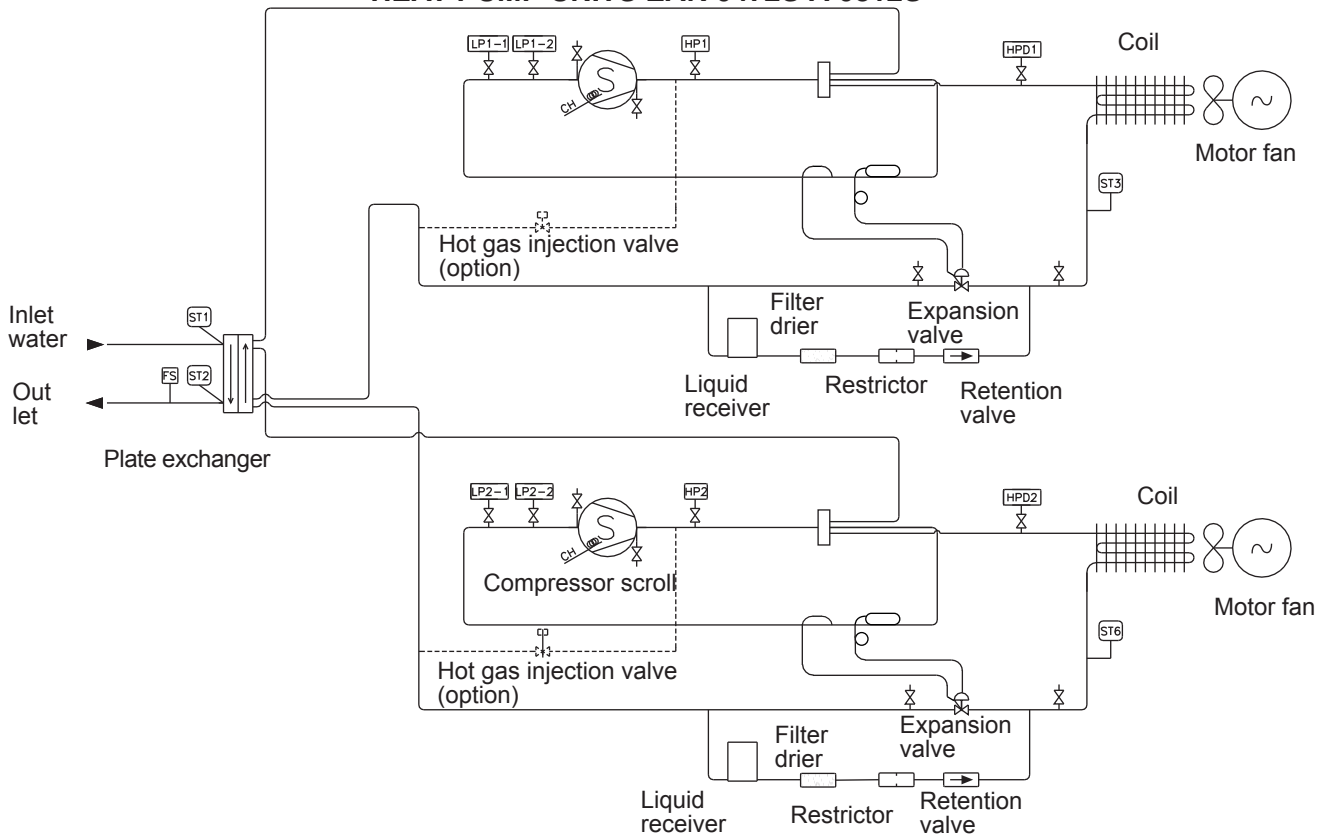 LP1-1
LP1-2
HP1
HPD1
Coil
CH
S
Motor fan
ST3
Hot gas injection valve
(option)
Inlet
water
ST1
Filter
drier
Expansion
valve
Out
let
FS
ST2
Liquid
receiver
Restrictor
Retention
valve
Plate exchanger
LP2-1
LP2-2
HP2
HPD2
Coil
S
CH
Compressor scroll
Motor fan
ST6
Hot gas injection valve
(option)
Filter
drier
Expansion
valve
Liquid
receiver
Restrictor
Retention
valve